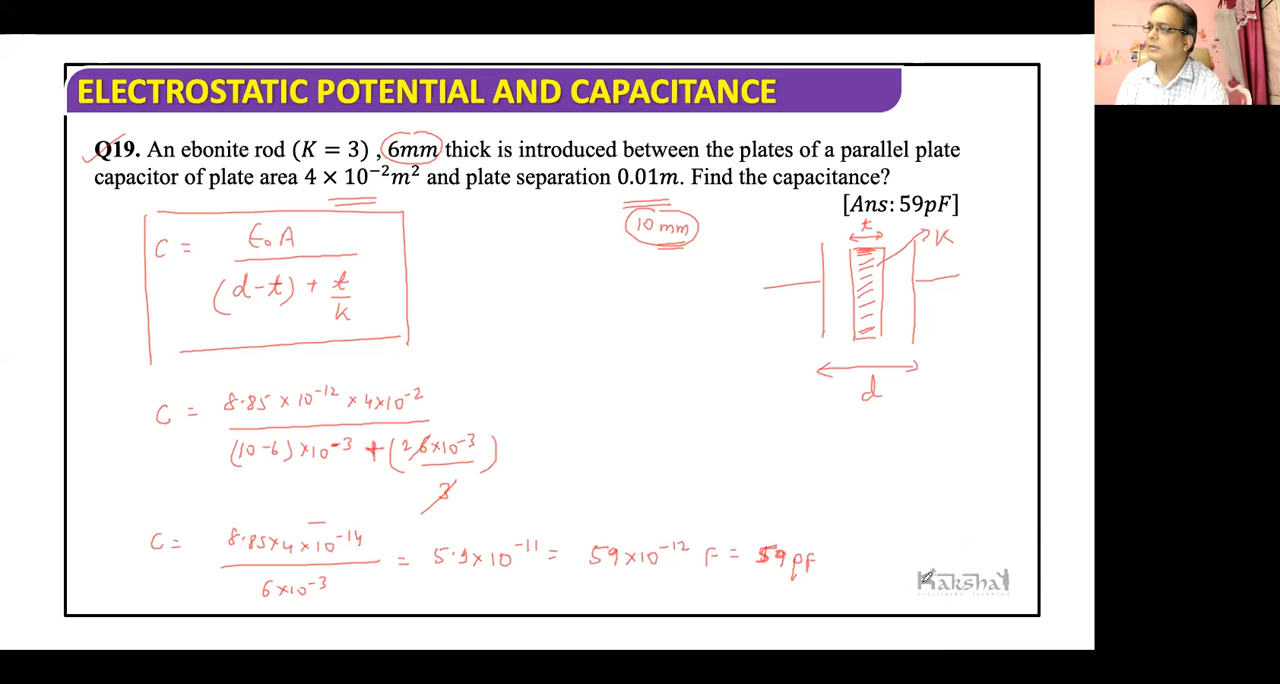 ELECTROSTATIC POTENTIAL AND CAPACITANCE
Q19. An ebonite rod (K = 3) , 6mm thick is introduced between the plates of a parallel plate
capacitor of plate area 4 × 10⁻²m² and plate separation 0.01m. Find the capacitance?
[Ans: 59pF]
10 mm
C = ε₀A / ((d-t) + t/k)
t
K
d
C = 8.85 × 10⁻¹² × 4×10⁻² / ((10-6) × 10⁻³ + (2 6×10⁻³ / 3))
C = 8.85×4 × 10⁻¹⁴ / 6×10⁻³ = 5.9×10⁻¹¹ = 59×10⁻¹² F = 59 pF
Kaksha